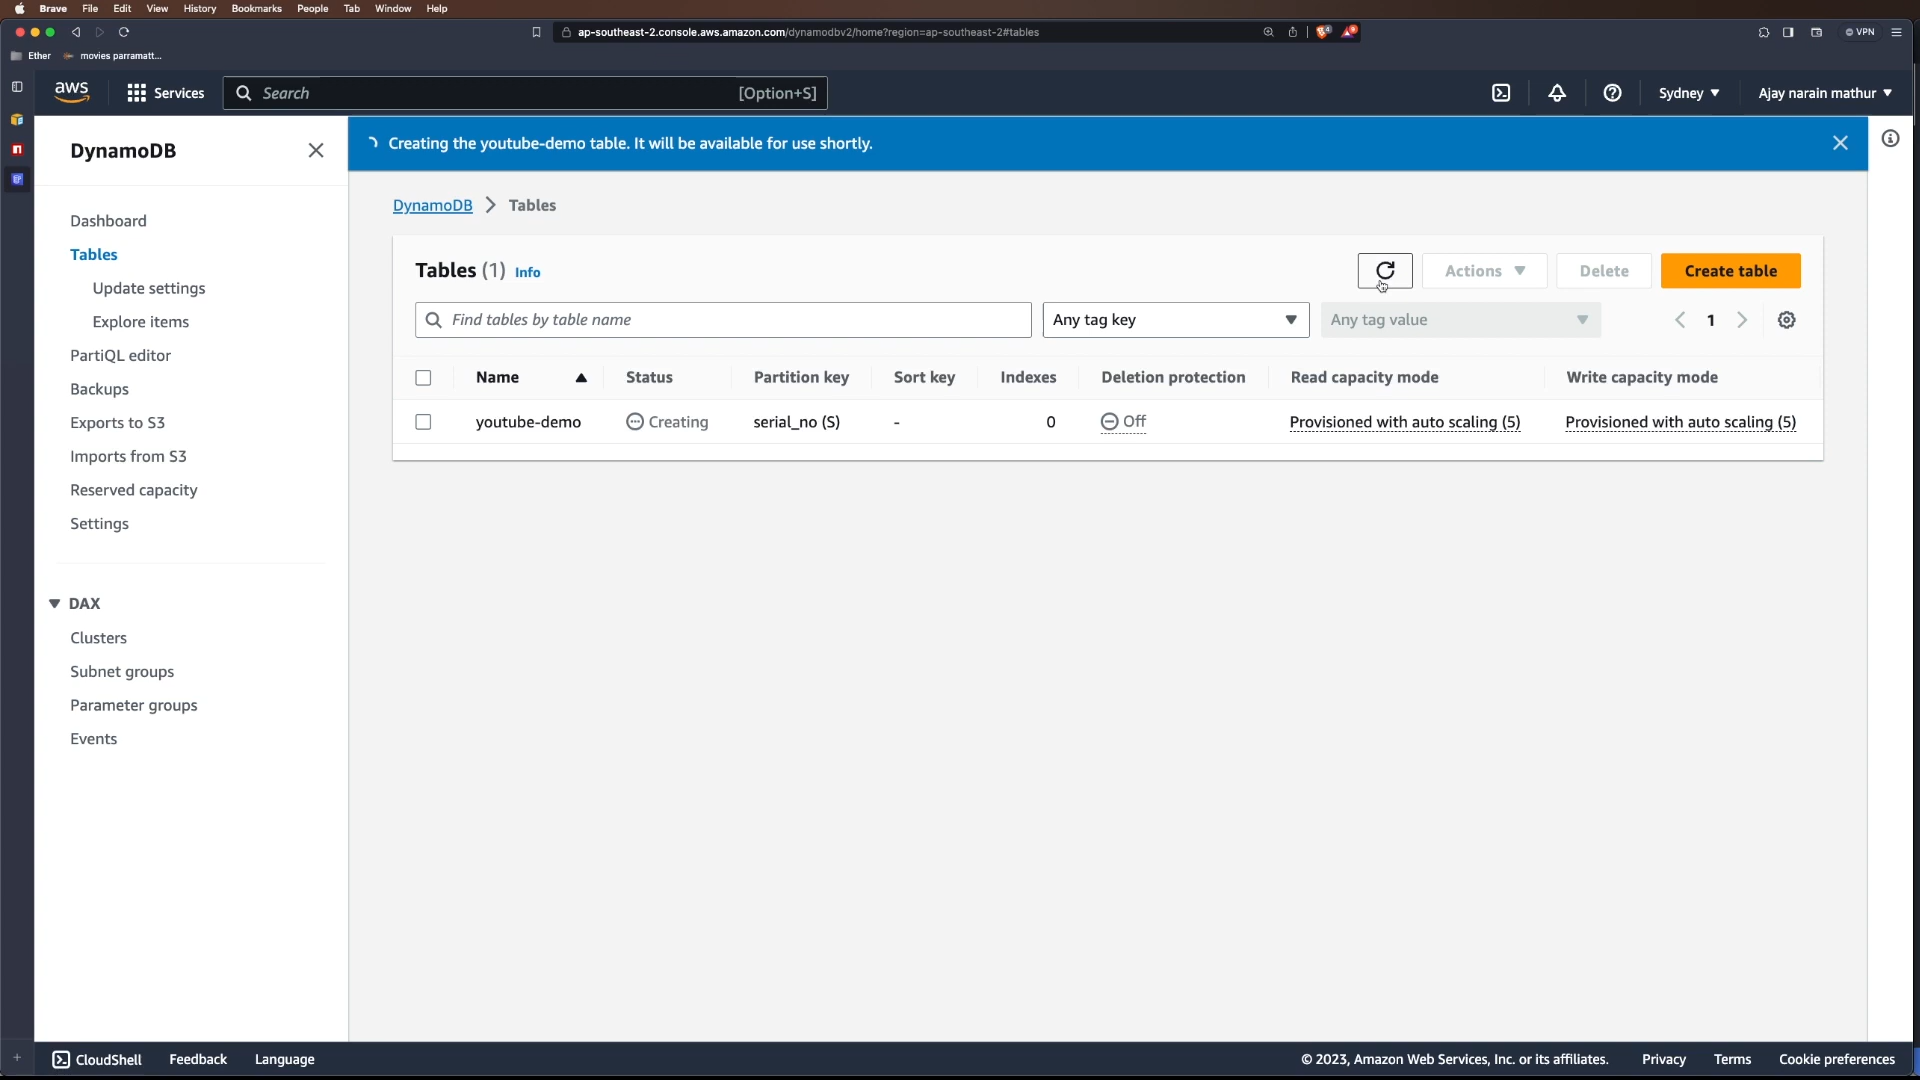 Brave File Edit View History Bookmarks People Tab Window Help
ap-southeast-2.console.aws.amazon.com/dynamodbv2/home?region=ap-southeast-2#tables
VPN
Ether movies parramatt...
aws Services Search [Option+S] Sydney Ajay narain mathur
DynamoDB
Creating the youtube-demo table. It will be available for use shortly.
DynamoDB Tables
Dashboard
Tables
Update settings
Explore items
PartiQL editor
Backups
Exports to S3
Imports from S3
Reserved capacity
Settings
DAX
Clusters
Subnet groups
Parameter groups
Events
Tables (1) Info Actions Delete Create table
Find tables by table name Any tag key Any tag value 1
Name Status Partition key Sort key Indexes Deletion protection Read capacity mode Write capacity mode
youtube-demo Creating serial_no (S) - 0 Off Provisioned with auto scaling (5) Provisioned with auto scaling (5)
CloudShell Feedback Language © 2023, Amazon Web Services, Inc. or its affiliates. Privacy Terms Cookie preferences